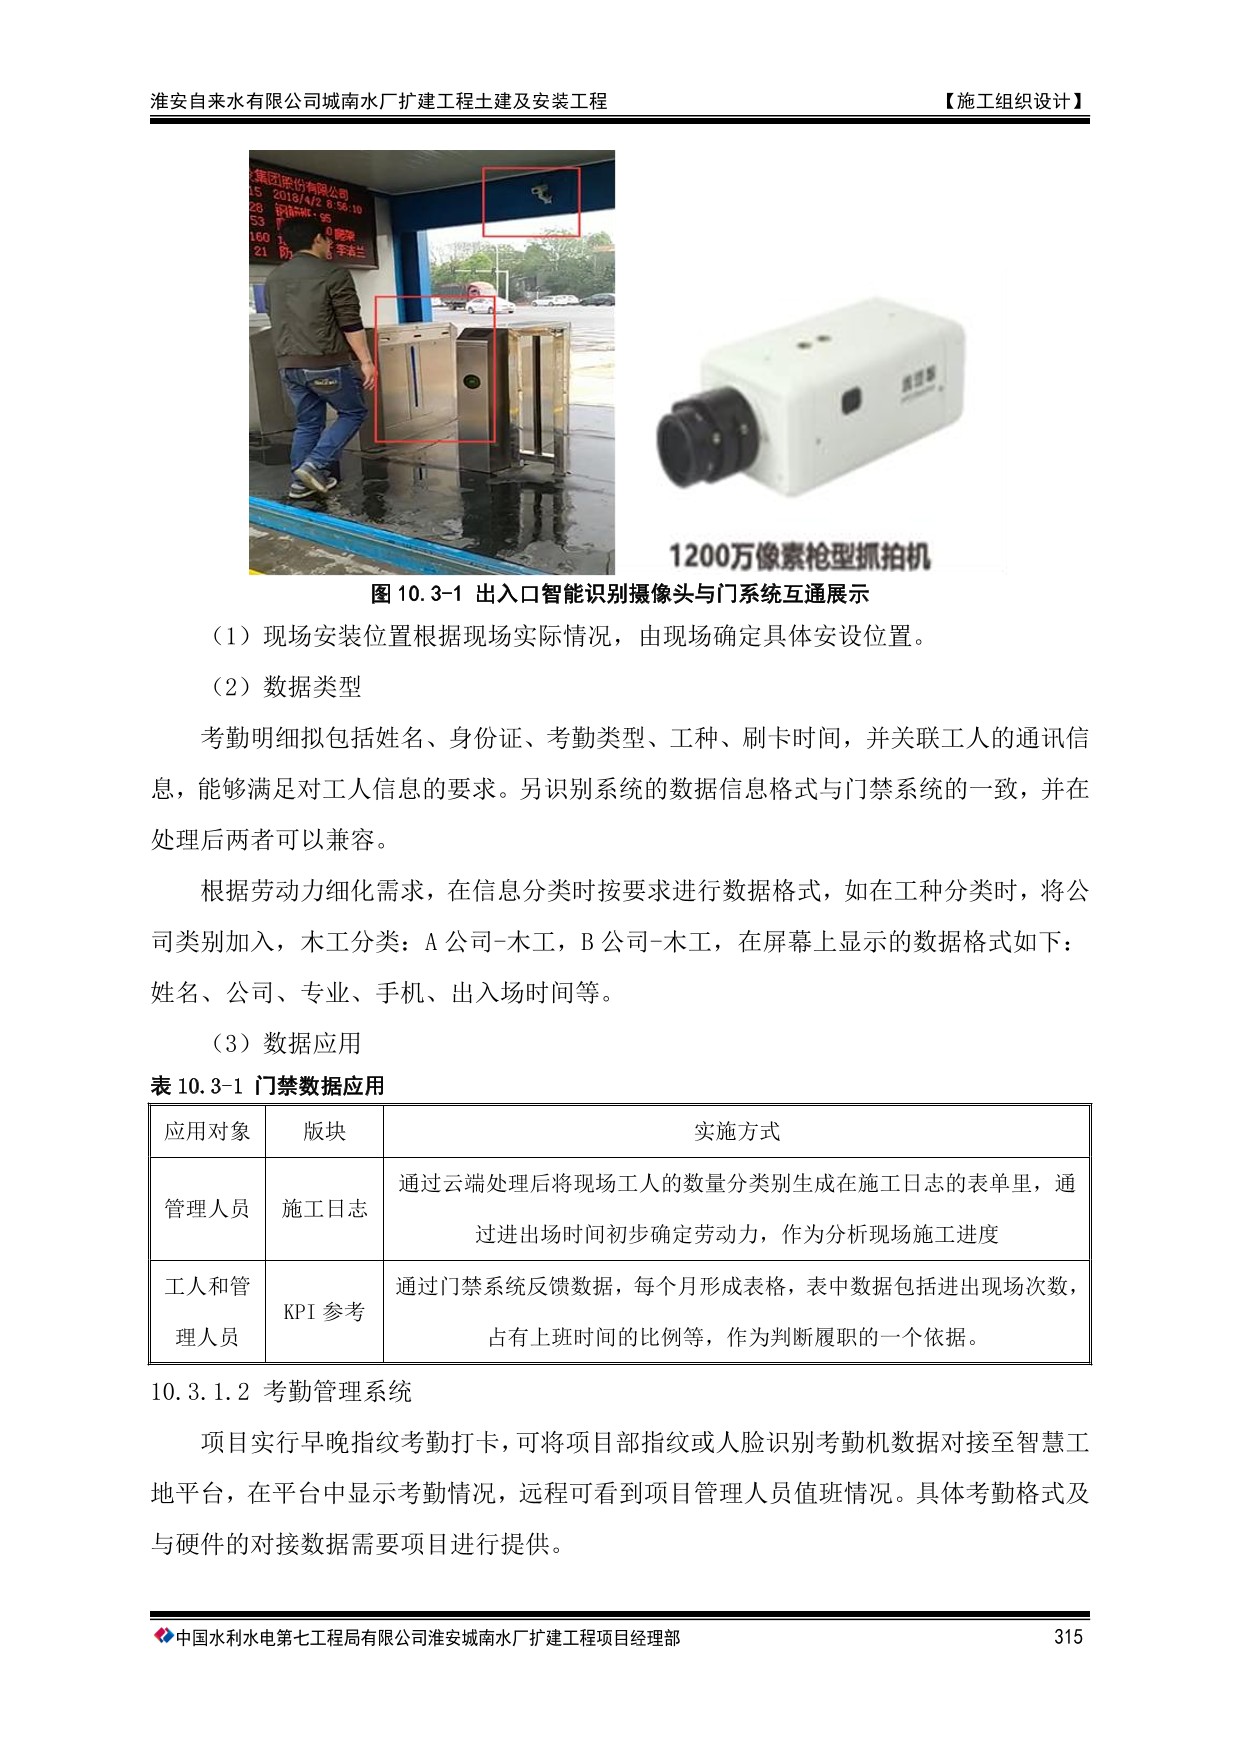 淮安自来水有限公司城南水厂扩建工程土建及安装工程 【施工组织设计】
集团股份有限公司
15 2018/4/2 8:56:10
28 钢筋班·95
53
160
21 防 李洁兰
1200万像素枪型抓拍机
图 10.3-1 出入口智能识别摄像头与门系统互通展示
（1）现场安装位置根据现场实际情况，由现场确定具体安设位置。
（2）数据类型
考勤明细拟包括姓名、身份证、考勤类型、工种、刷卡时间，并关联工人的通讯信
息，能够满足对工人信息的要求。另识别系统的数据信息格式与门禁系统的一致，并在
处理后两者可以兼容。
根据劳动力细化需求，在信息分类时按要求进行数据格式，如在工种分类时，将公
司类别加入，木工分类：A 公司-木工，B 公司-木工，在屏幕上显示的数据格式如下：
姓名、公司、专业、手机、出入场时间等。
（3）数据应用
表 10.3-1 门禁数据应用
应用对象 版块 实施方式
管理人员 施工日志 通过云端处理后将现场工人的数量分类别生成在施工日志的表单里，通
过进出场时间初步确定劳动力，作为分析现场施工进度
工人和管
理人员 KPI 参考 通过门禁系统反馈数据，每个月形成表格，表中数据包括进出现场次数，
占有上班时间的比例等，作为判断履职的一个依据。
10.3.1.2 考勤管理系统
项目实行早晚指纹考勤打卡，可将项目部指纹或人脸识别考勤机数据对接至智慧工
地平台，在平台中显示考勤情况，远程可看到项目管理人员值班情况。具体考勤格式及
与硬件的对接数据需要项目进行提供。
中国水利水电第七工程局有限公司淮安城南水厂扩建工程项目经理部 315